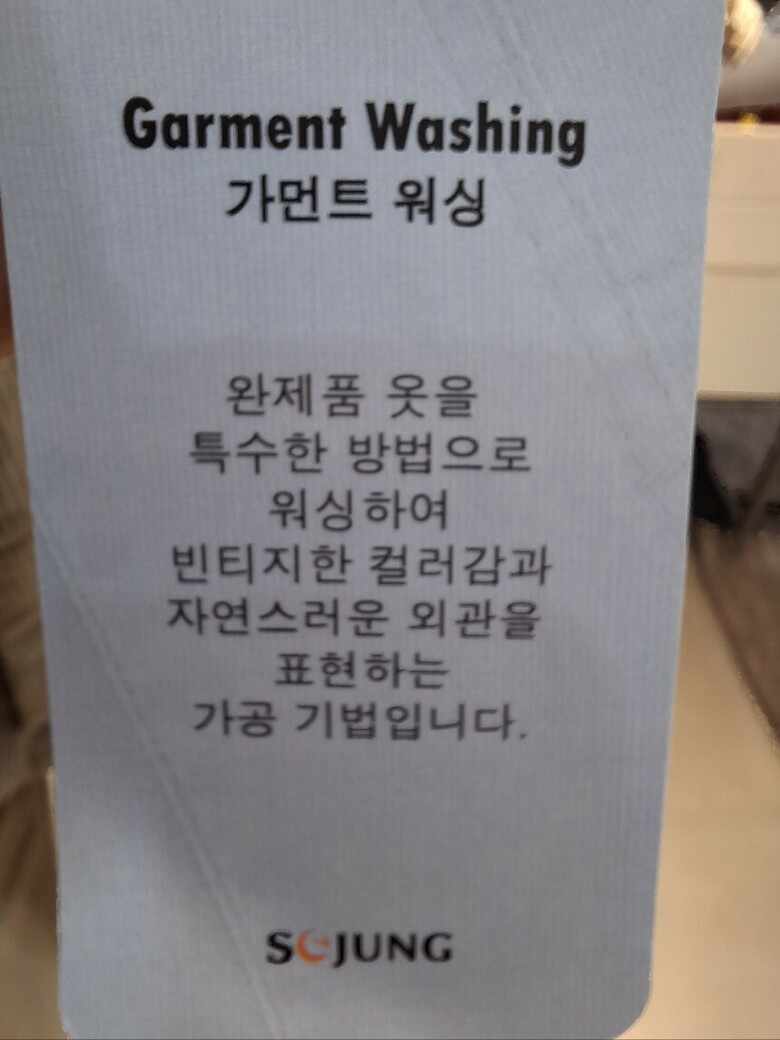 Garment Washing
가먼트 워싱
완제품 옷을
특수한 방법으로
워싱하여
빈티지한 컬러감과
자연스러운 외관을
표현하는
가공 기법입니다.
SEJUNG